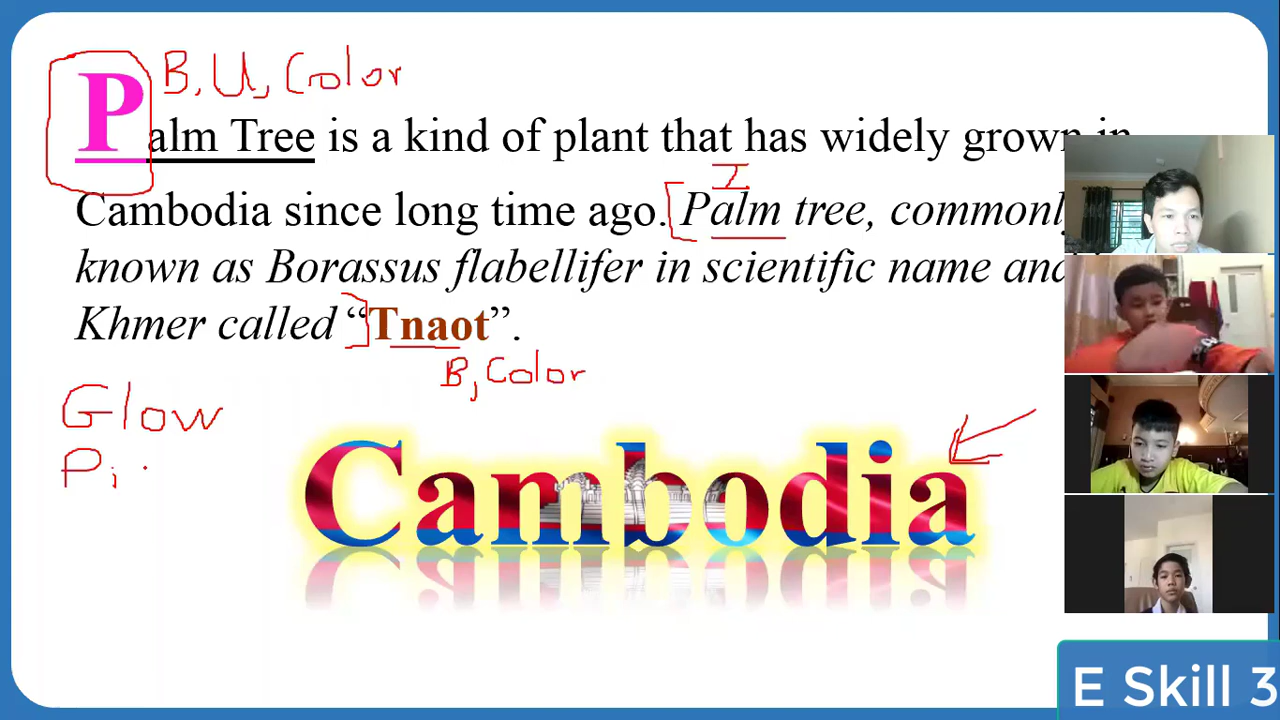 B, U, Color
Palm Tree is a kind of plant that has widely grown in
I
Cambodia since long time ago. Palm tree, commonly
known as Borassus flabellifer in scientific name and
Khmer called “Tnaot”.
B, Color
Glow
Pi
Cambodia
E Skill 3